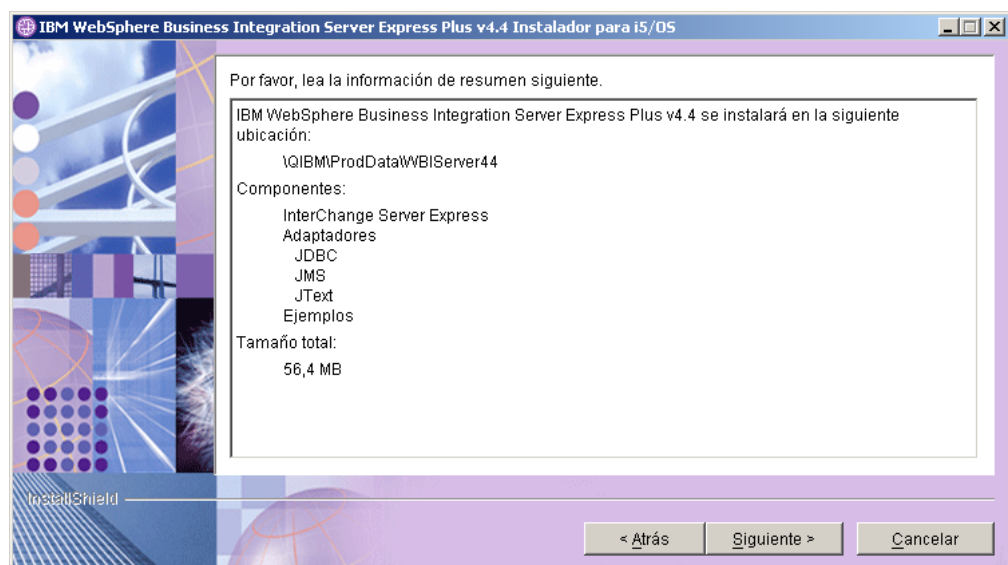 IBM WebSphere Business Integration Server Express Plus v4.4 Instalador para i5/OS
Por favor, lea la información de resumen siguiente.
IBM WebSphere Business Integration Server Express Plus v4.4 se instalará en la siguiente
ubicación:
\QIBM\ProdData\WBIServer44
Componentes:
InterChange Server Express
Adaptadores
JDBC
JMS
JText
Ejemplos
Tamaño total:
56,4 MB
InstallShield
< Atrás
Siguiente >
Cancelar